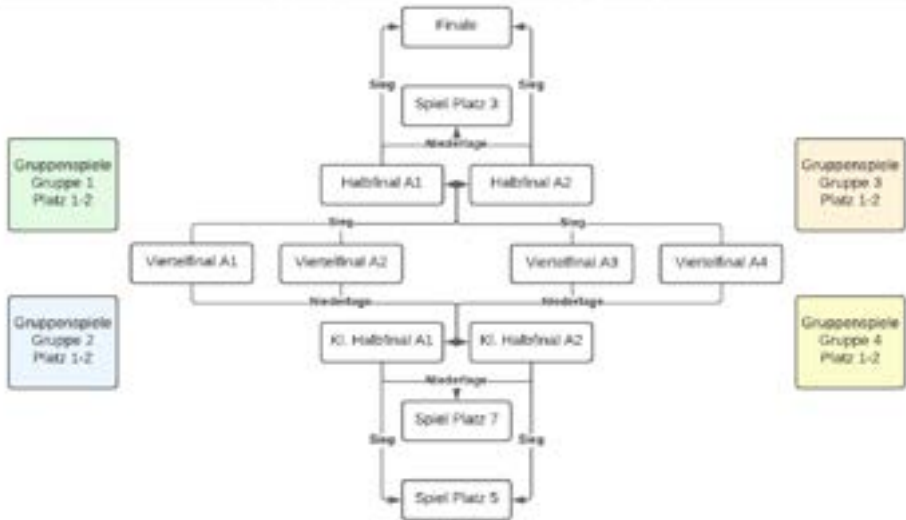 Finale
Sieg
Sieg
Spiel Platz 3
Niederlage
Gruppenspiele
Gruppe 1
Platz 1-2
Halbfinal A1
Halbfinal A2
Gruppenspiele
Gruppe 3
Platz 1-2
Sieg
Sieg
Viertelfinal A1
Viertelfinal A2
Viertelfinal A3
Viertelfinal A4
Niederlage
Niederlage
Gruppenspiele
Gruppe 2
Platz 1-2
Kl. Halbfinal A1
Kl. Halbfinal A2
Gruppenspiele
Gruppe 4
Platz 1-2
Niederlage
Spiel Platz 7
Sieg
Sieg
Spiel Platz 5